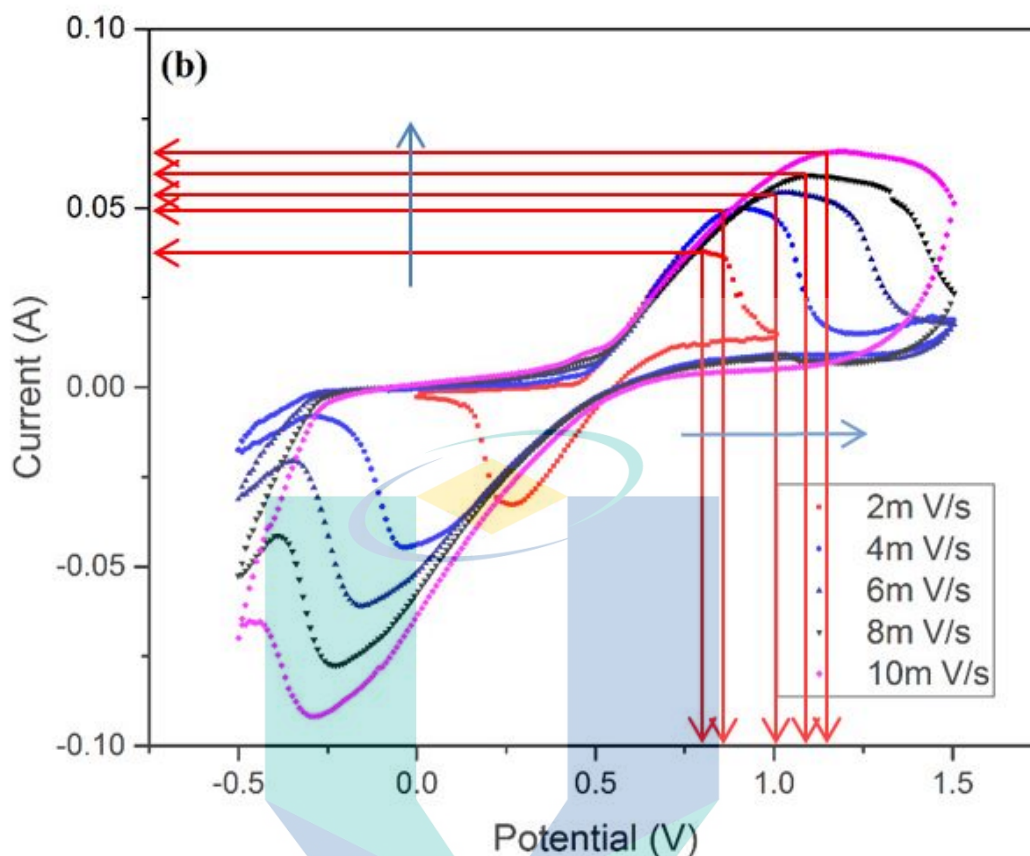 (b)
0.10
0.05
0.00
-0.05
-0.10
Current (A)
-0.5
0.0
0.5
1.0
1.5
Potential (V)
2m V/s
4m V/s
6m V/s
8m V/s
10m V/s